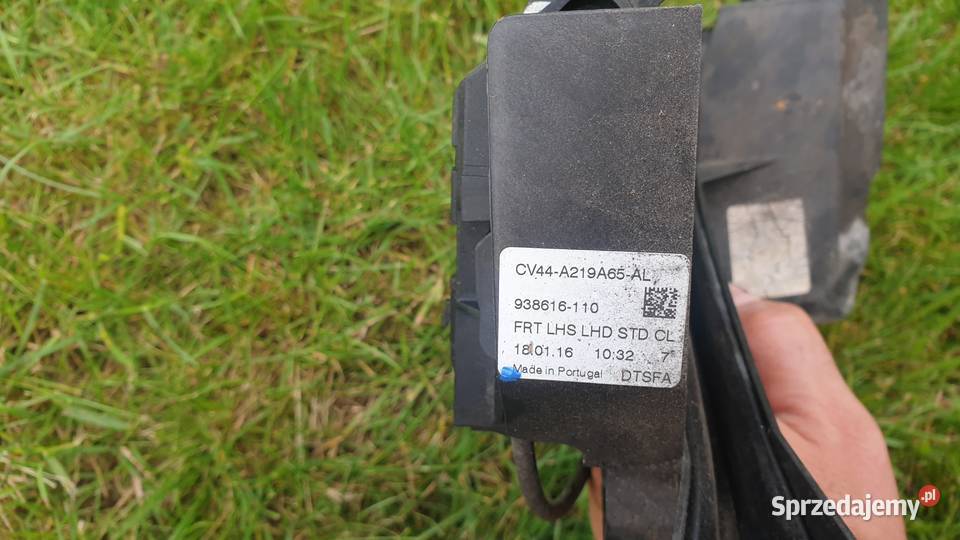 CV44-A219A65-AL
938616-110
FRT LHS LHD STD CL
18.01.16 10:32 7
Made in Portugal DTSFA
Sprzedajemy.pl